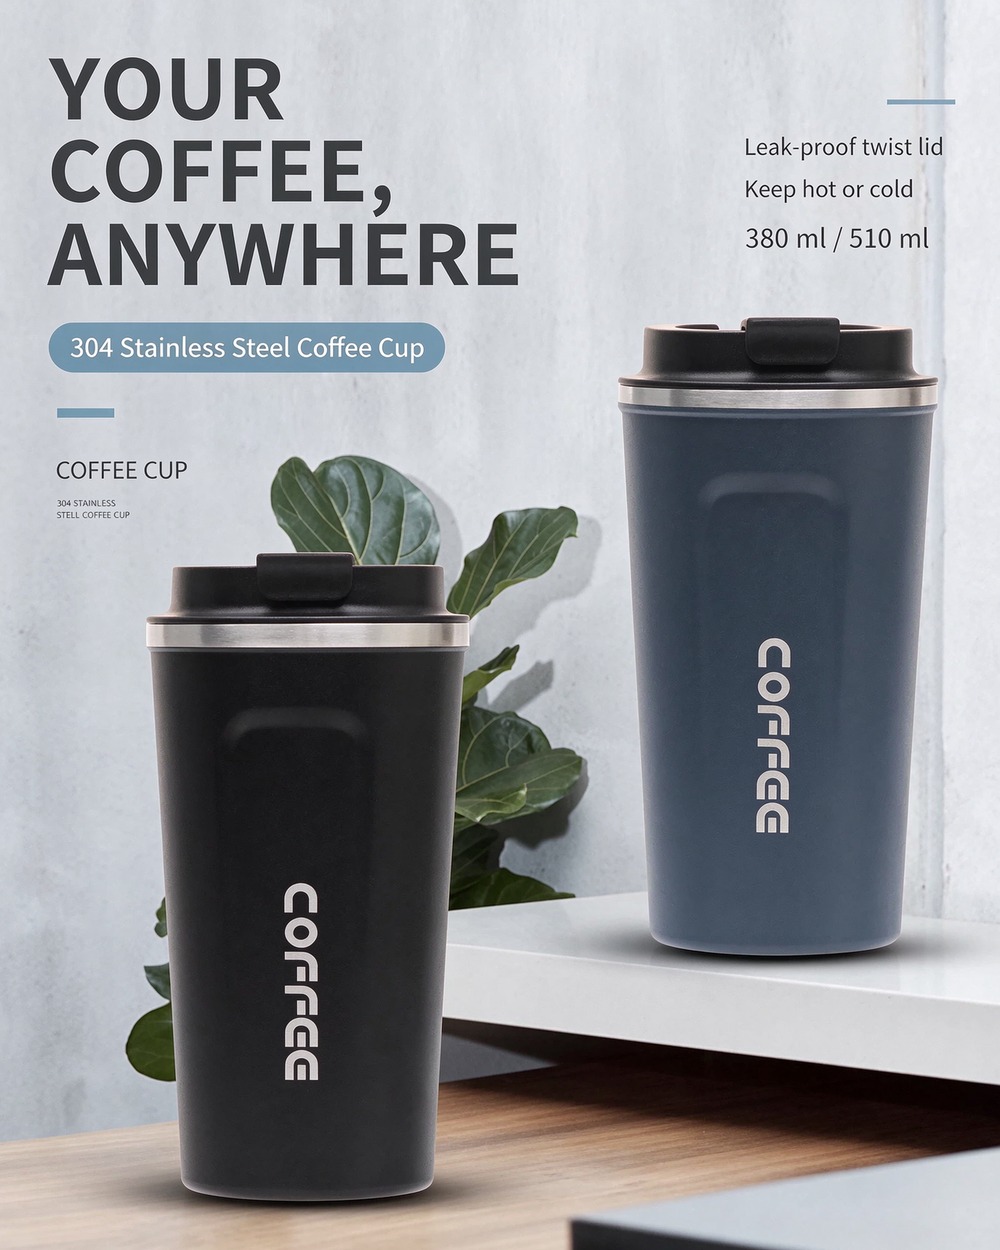 YOUR
COFFEE,
ANYWHERE
304 Stainless Steel Coffee Cup
COFFEE CUP
304 STAINLESS
STELL COFFEE CUP
Leak-proof twist lid
Keep hot or cold
380 ml / 510 ml
COFFEE
COFFEE